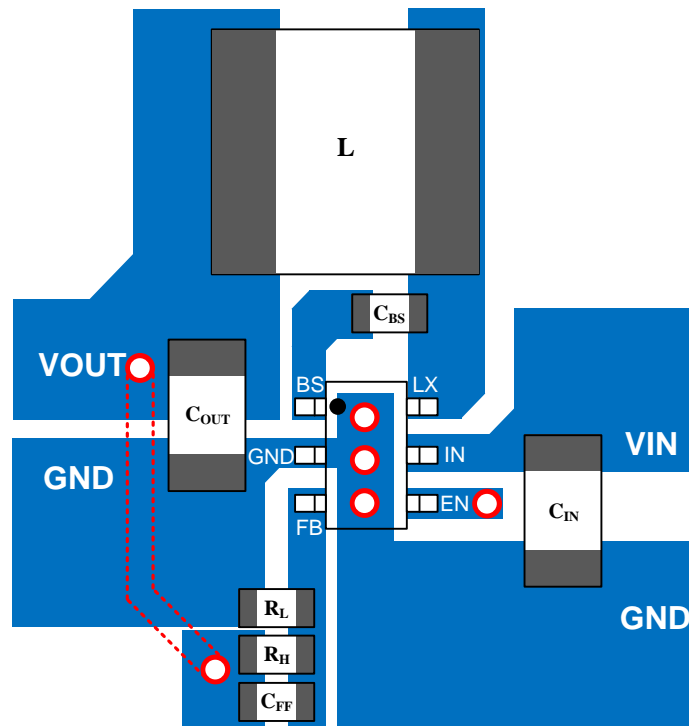 L
C_BS
VOUT
C_OUT
BS
LX
GND
GND
IN
VIN
FB
EN
C_IN
R_L
GND
R_H
C_FF